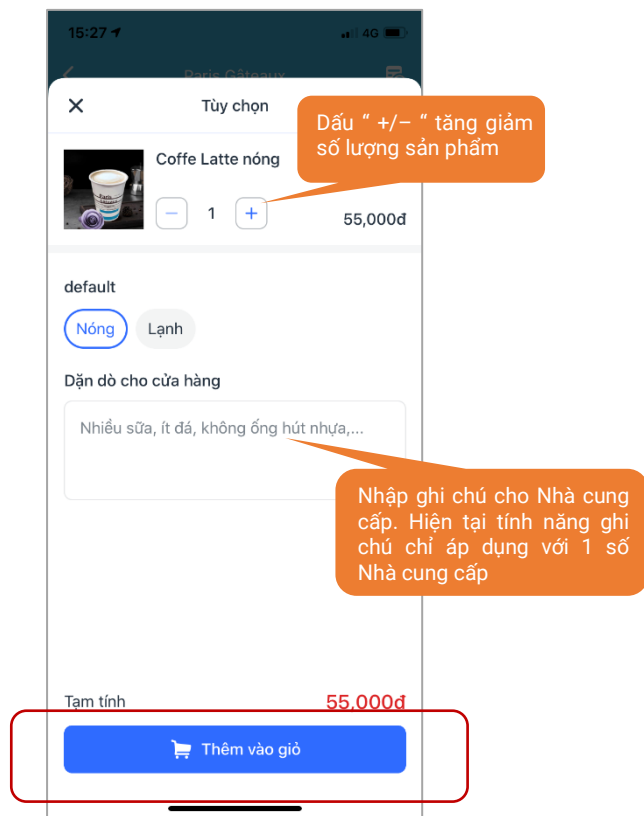 15:27
4G
Paris Gâteaux
Tùy chọn
Dấu “ +/– “ tăng giảm
số lượng sản phẩm
Coffe Latte nóng
1
55,000đ
default
Nóng
Lạnh
Dặn dò cho cửa hàng
Nhiều sữa, ít đá, không ống hút nhựa,...
Nhập ghi chú cho Nhà cung
cấp. Hiện tại tính năng ghi
chú chỉ áp dụng với 1 số
Nhà cung cấp
Tạm tính
55,000đ
Thêm vào giỏ